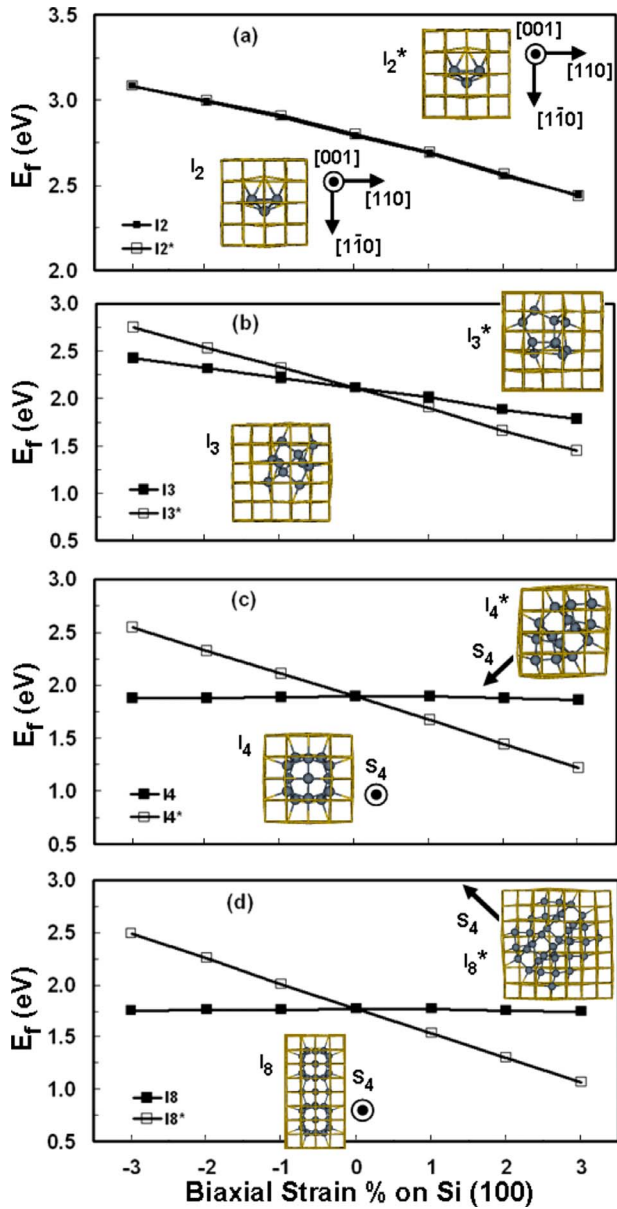 (a)
I2*
[001]
[110]
[11̄0]
3.5
3.0
2.5
2.0
Ef (eV)
I2
[001]
[110]
[11̄0]
I2
I2*
(b)
I3*
3.0
2.5
2.0
1.5
1.0
0.5
Ef (eV)
I3
I3
I3*
(c)
I4*
S4
3.0
2.5
2.0
1.5
1.0
0.5
Ef (eV)
I4
S4
I4
I4*
(d)
S4
I8*
3.0
2.5
2.0
1.5
1.0
0.5
Ef (eV)
I8
S4
I8
I8*
-3 -2 -1 0 1 2 3
Biaxial Strain % on Si (100)